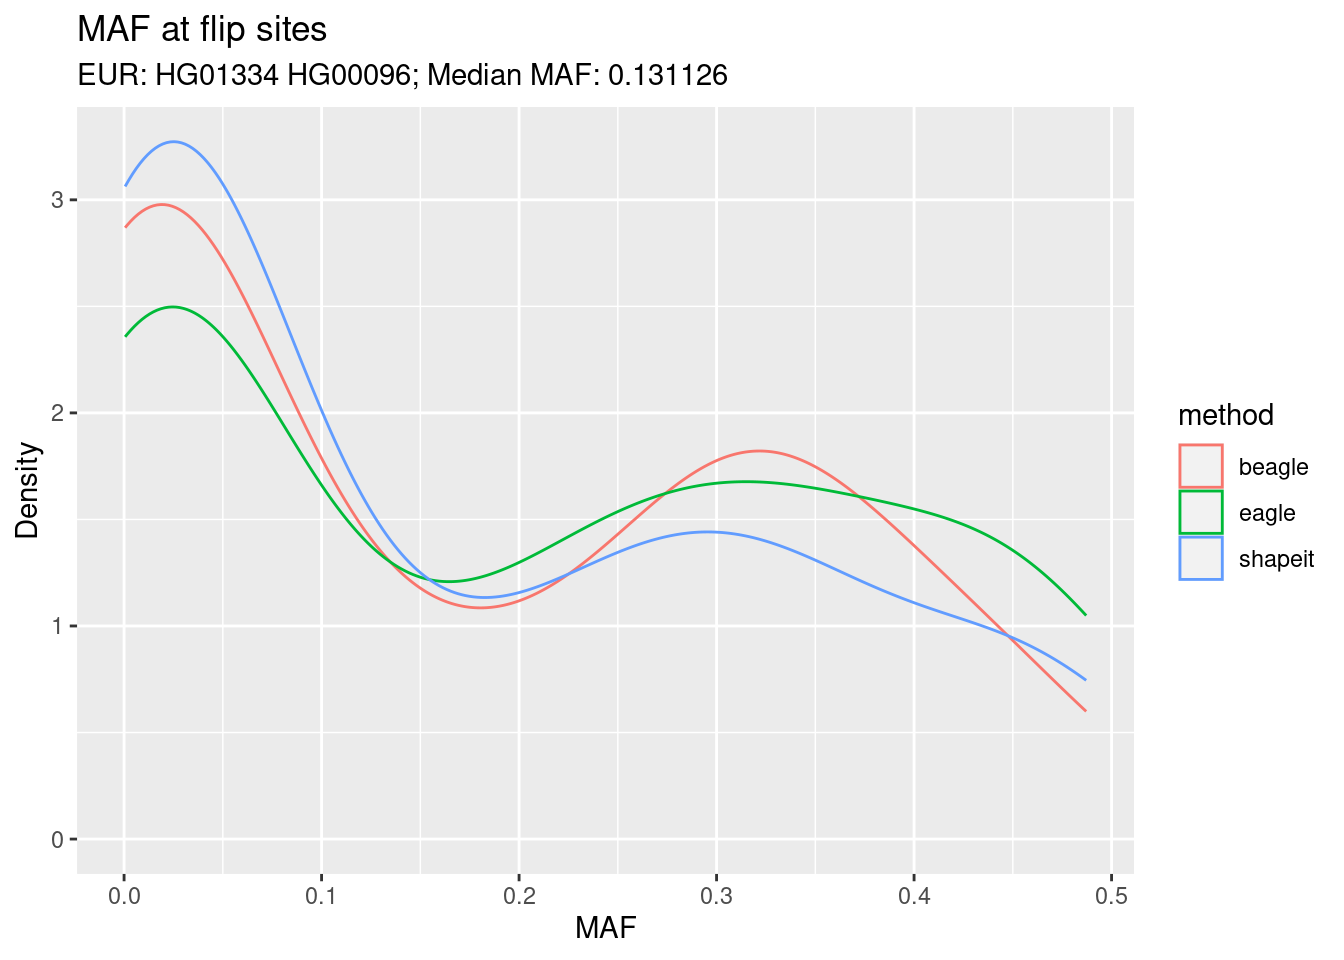 MAF at flip sites
EUR: HG01334 HG00096; Median MAF: 0.131126
Density
3
2
1
0
0.0 0.1 0.2 0.3 0.4 0.5
MAF
method
beagle
eagle
shapeit